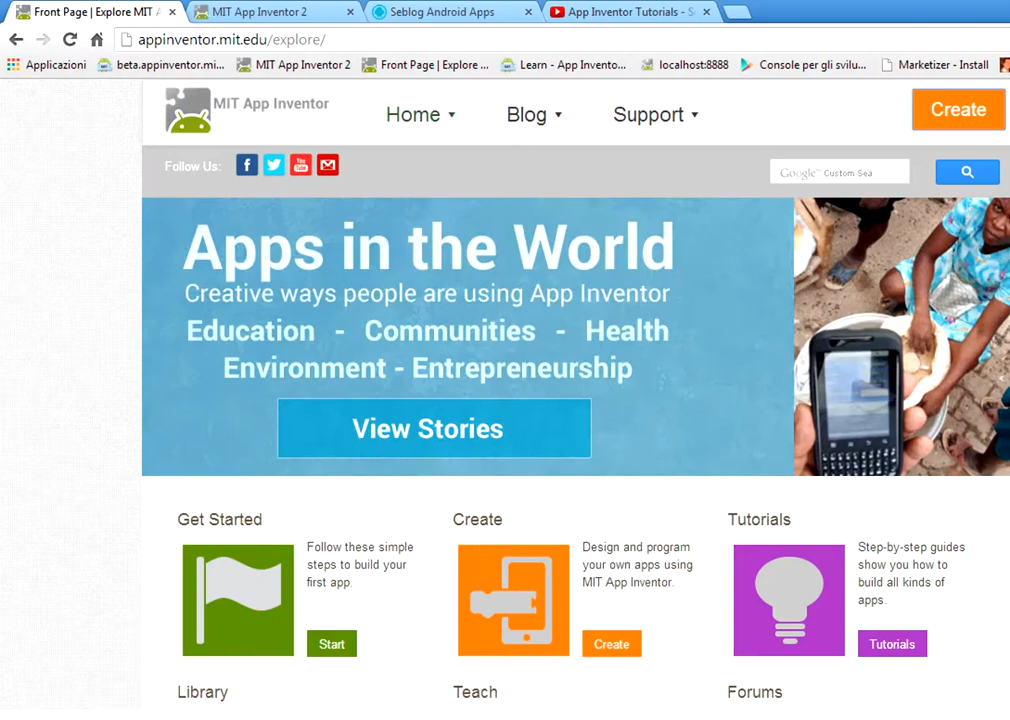 Front Page | Explore MIT A
MIT App Inventor 2
Seblog Android Apps
App Inventor Tutorials - S
appinventor.mit.edu/explore/
Applicazioni
beta.appinventor.mi...
MIT App Inventor 2
Front Page | Explore ...
Learn - App Invento...
localhost:8888
Console per gli svilu...
Marketizer - Install
MIT App Inventor
Home
Blog
Support
Create
Follow Us:
You Tube
Google™ Custom Sea
Apps in the World
Creative ways people are using App Inventor
Education - Communities - Health
Environment - Entrepreneurship
View Stories
Get Started
Follow these simple
steps to build your
first app.
Start
Create
Design and program
your own apps using
MIT App Inventor.
Create
Tutorials
Step-by-step guides
show you how to
build all kinds of
apps.
Tutorials
Library
Teach
Forums